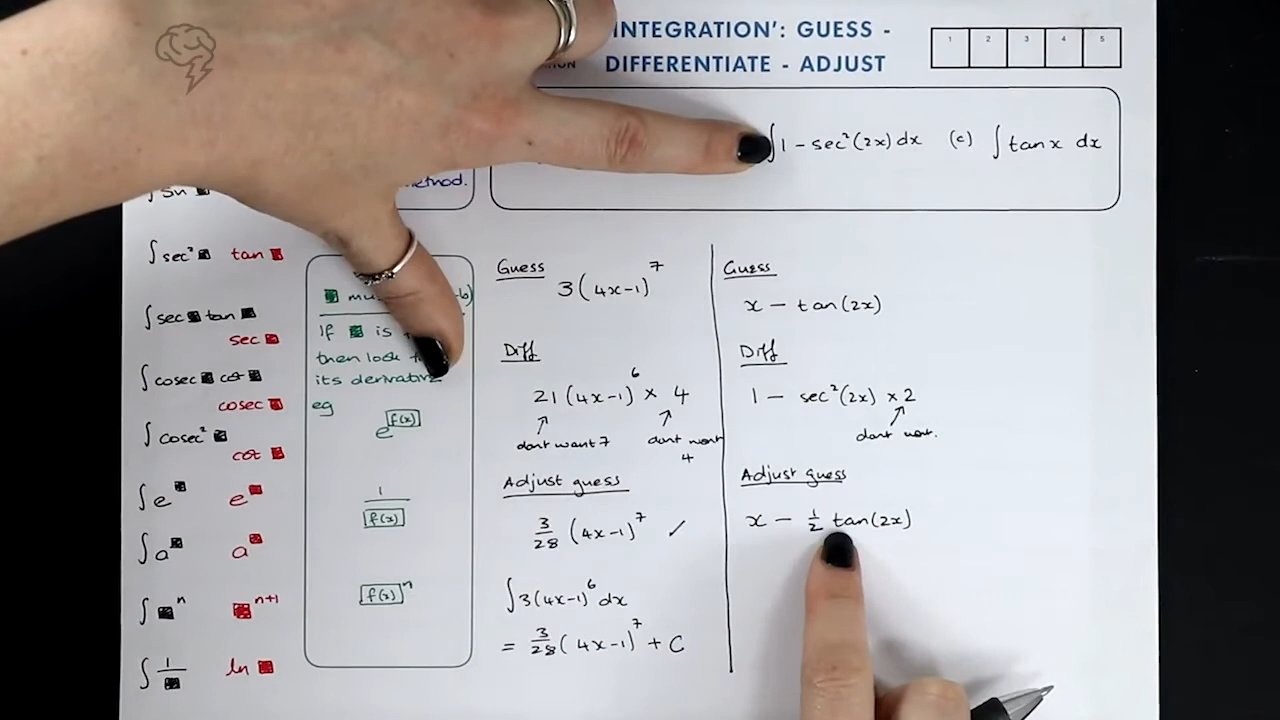 INTEGRATION': GUESS -
DIFFERENTIATE - ADJUST
1 2 3 4 5
∫1 - sec²(2x) dx (c) ∫tan x dx
method.
∫sec²■ tan■
∫sec■ tan■
sec■
∫cosec■ cot■
cosec■
∫cosec²■
cot■
∫e^■ e^■
∫a^■ a^■
∫■ⁿ ■ⁿ⁺¹
∫1/■ ln■
If ■ is
then look
its derivative
eg
e^[f(x)]
1/[f(x)]
[f(x)]ⁿ
Guess
3(4x-1)⁷
Diff
21(4x-1)⁶ × 4
dont want 7 dont want 4
Adjust guess
3/28 (4x-1)⁷ ✓
∫3(4x-1)⁶ dx
= 3/28 (4x-1)⁷ + C
Guess
x - tan(2x)
Diff
1 - sec²(2x) × 2
dont want.
Adjust guess
x - 1/2 tan(2x)